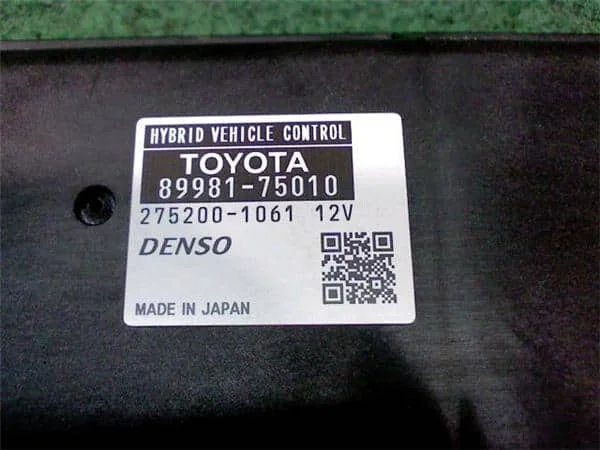 HYBRID VEHICLE CONTROL
TOYOTA
89981-75010
275200-1061 12V
DENSO
MADE IN JAPAN